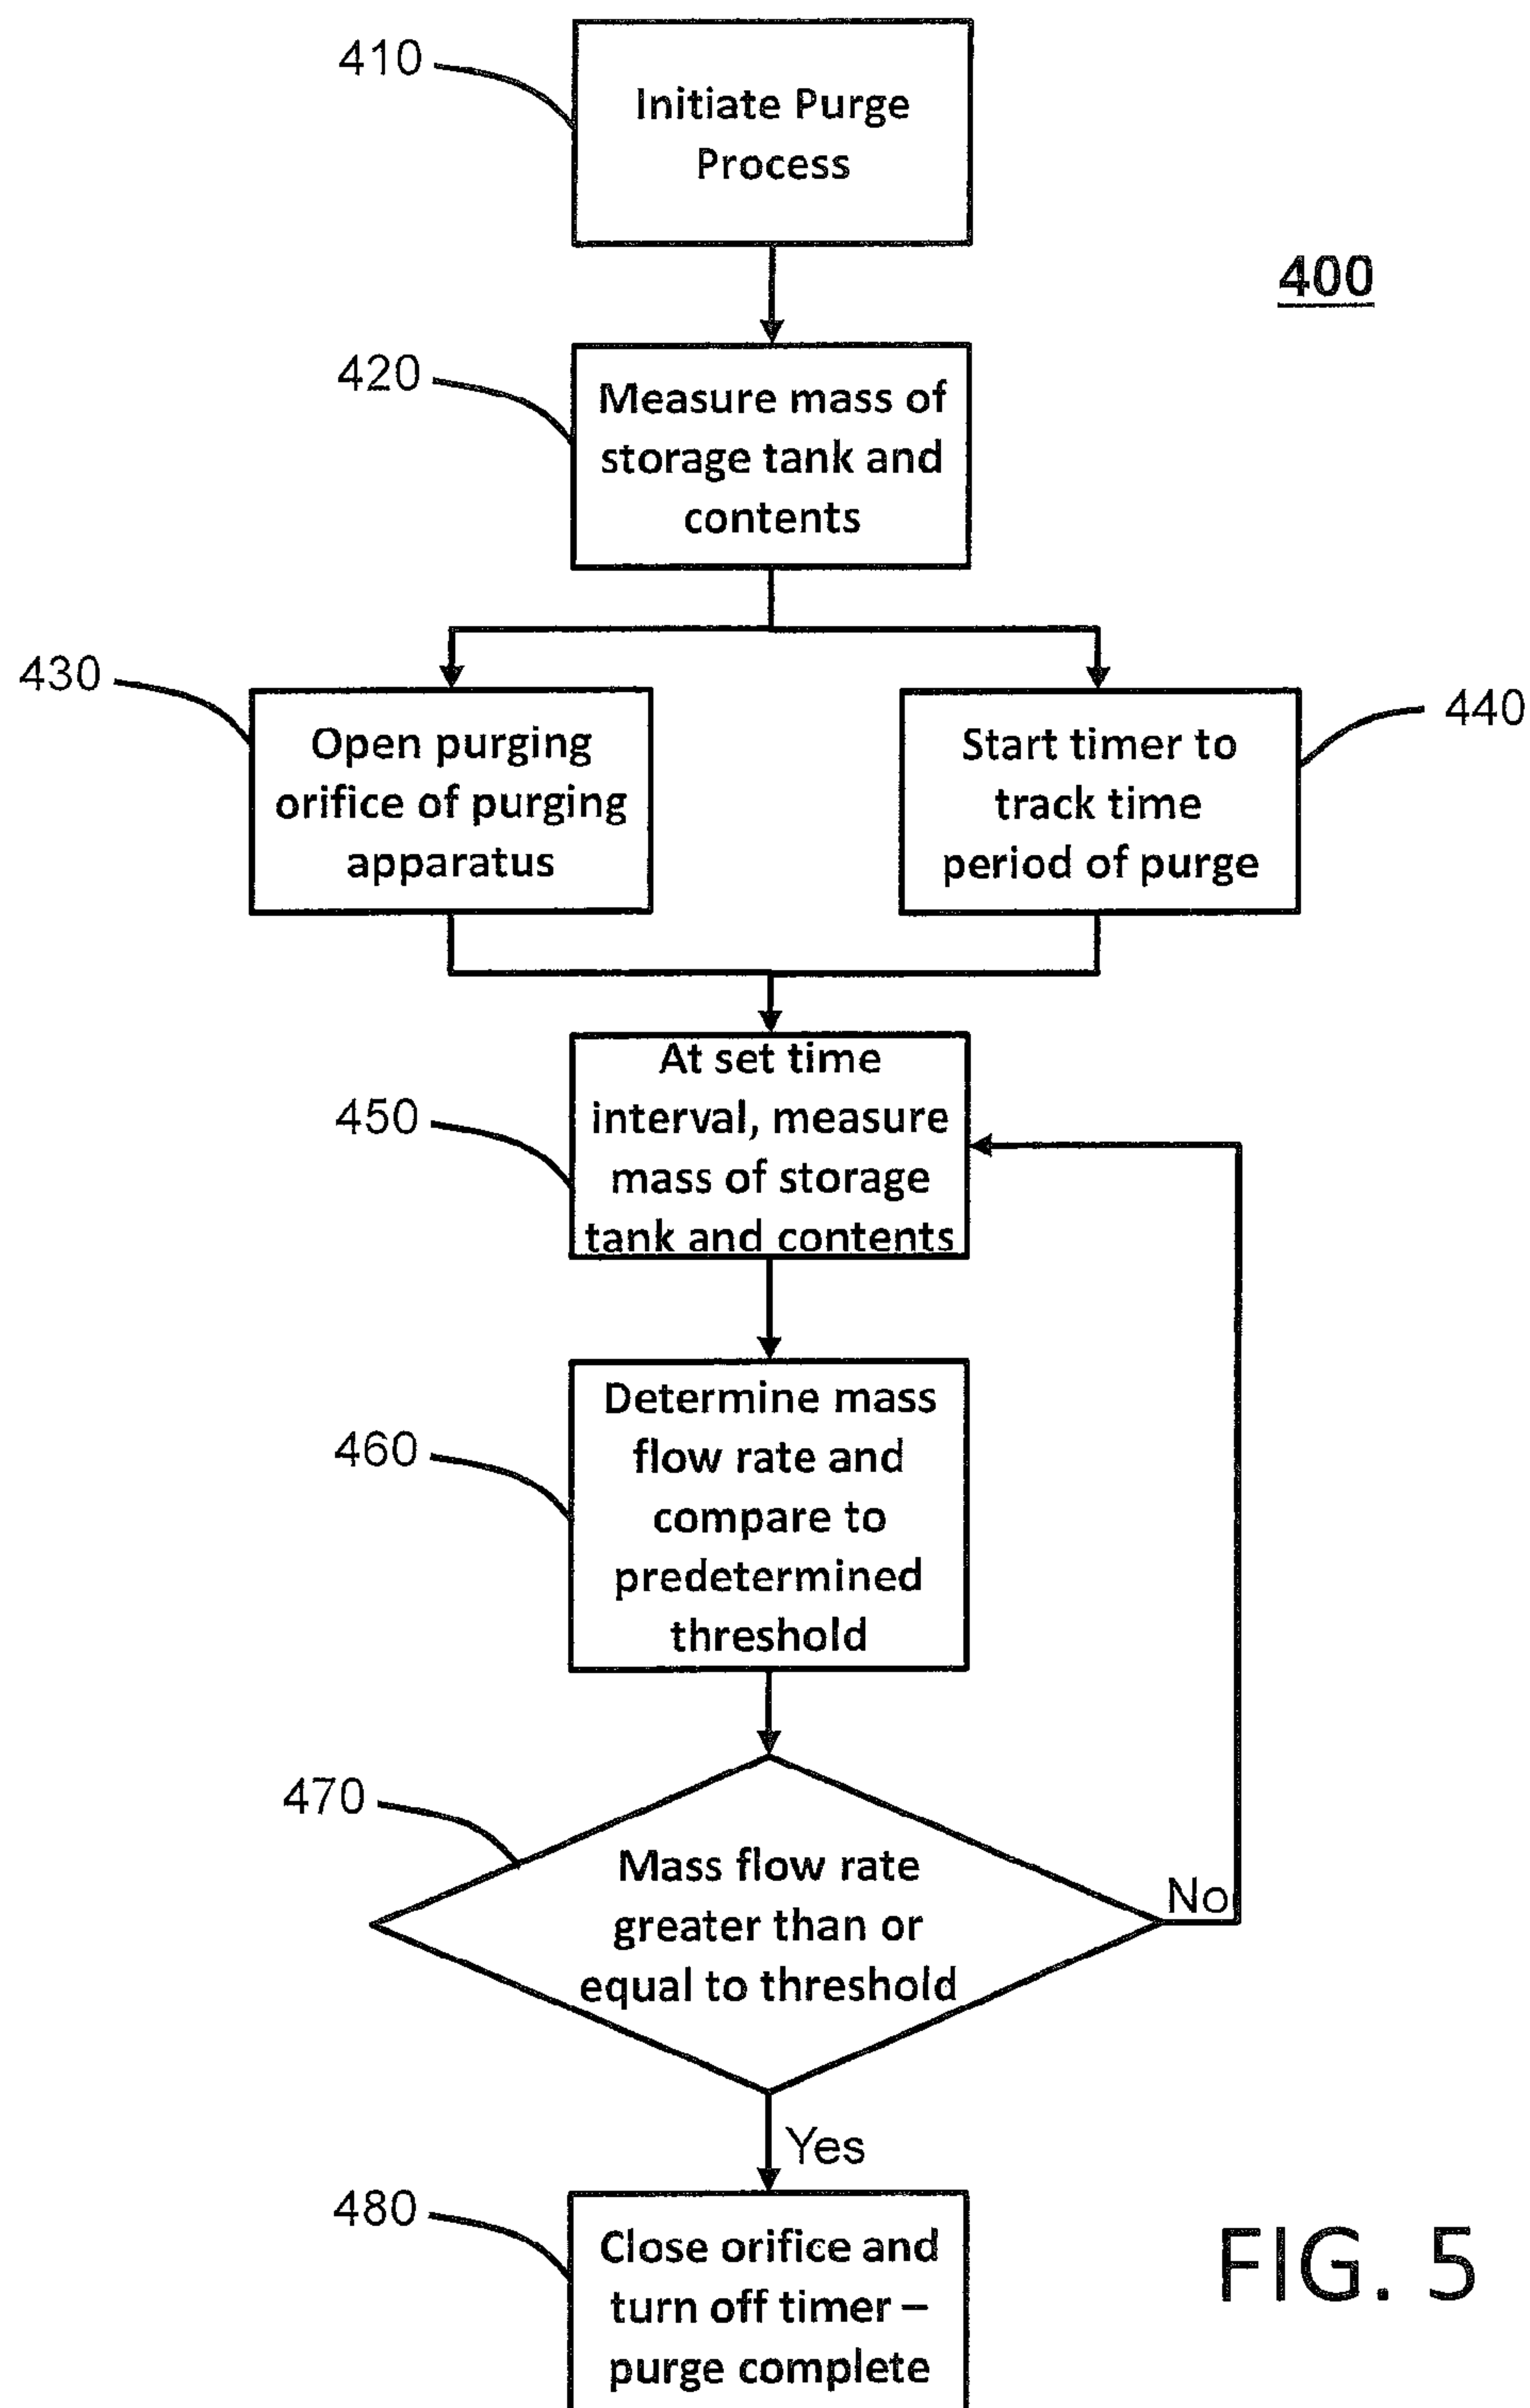 410
Initiate Purge
Process
400
420
Measure mass of
storage tank and
contents
430
Open purging
orifice of purging
apparatus
440
Start timer to
track time
period of purge
450
At set time
interval, measure
mass of storage
tank and contents
460
Determine mass
flow rate and
compare to
predetermined
threshold
470
Mass flow rate
greater than or
equal to threshold
No
Yes
480
Close orifice and
turn off timer –
purge complete
FIG. 5